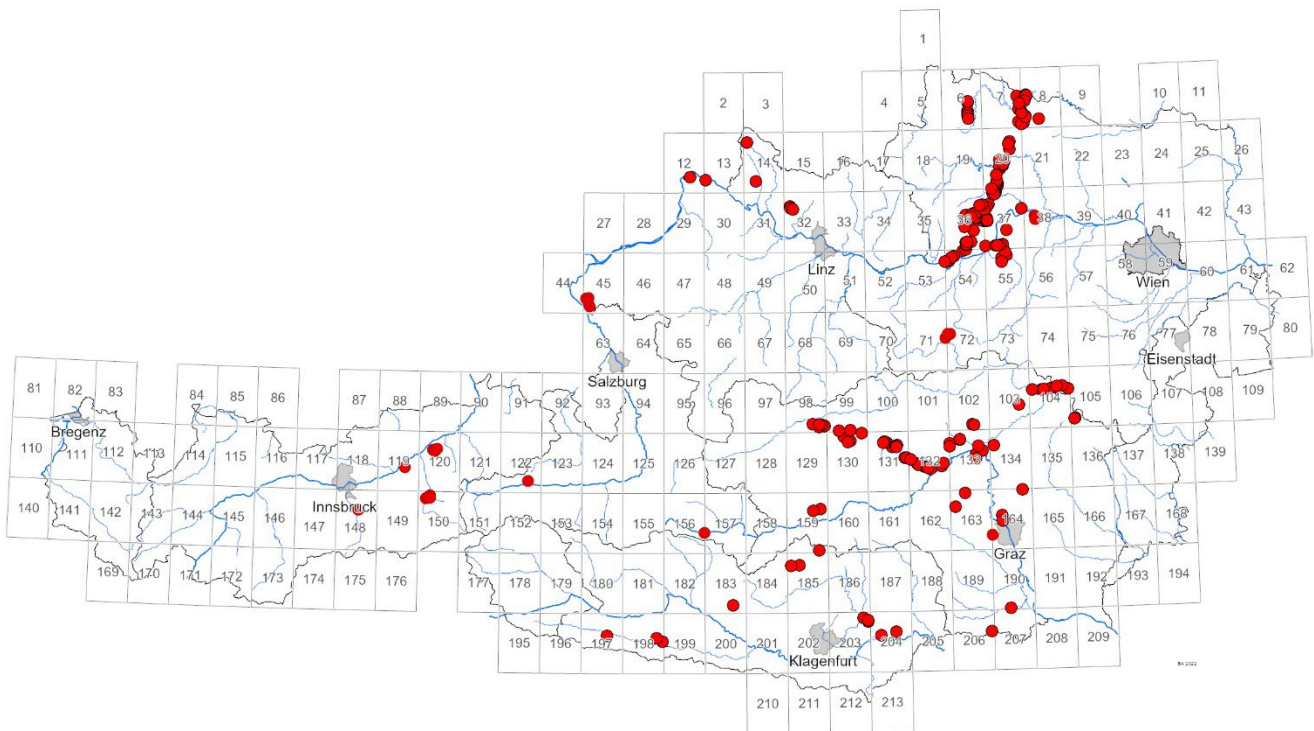 1
2 3 4 5 6 7 8 9 10 11
12 13 14 15 16 17 18 19 20 21 22 23 24 25 26
27 28 29 30 31 32 33 34 35 36 37 38 39 40 41 42 43
Linz
Wien
44 45 46 47 48 49 50 51 52 53 54 55 56 57 58 59 60 61 62
63 64 65 66 67 68 69 70 71 72 73 74 75 76 77 78 79 80
Salzburg
Eisenstadt
81 82 83 84 85 86 87 88 89 90 91 92 93 94 95 96 97 98 99 100 101 102 103 104 105 106 107 108 109
Bregenz
110 111 112 113 114 115 116 117 118 119 120 121 122 123 124 125 126 127 128 129 130 131 132 133 134 135 136 137 138 139
Innsbruck
140 141 142 143 144 145 146 147 148 149 150 151 152 153 154 155 156 157 158 159 160 161 162 163 164 165 166 167 168
Graz
169 170 171 172 173 174 175 176 177 178 179 180 181 182 183 184 185 186 187 188 189 190 191 192 193 194
195 196 197 198 199 200 201 202 203 204 205 206 207 208 209
Klagenfurt
210 211 212 213